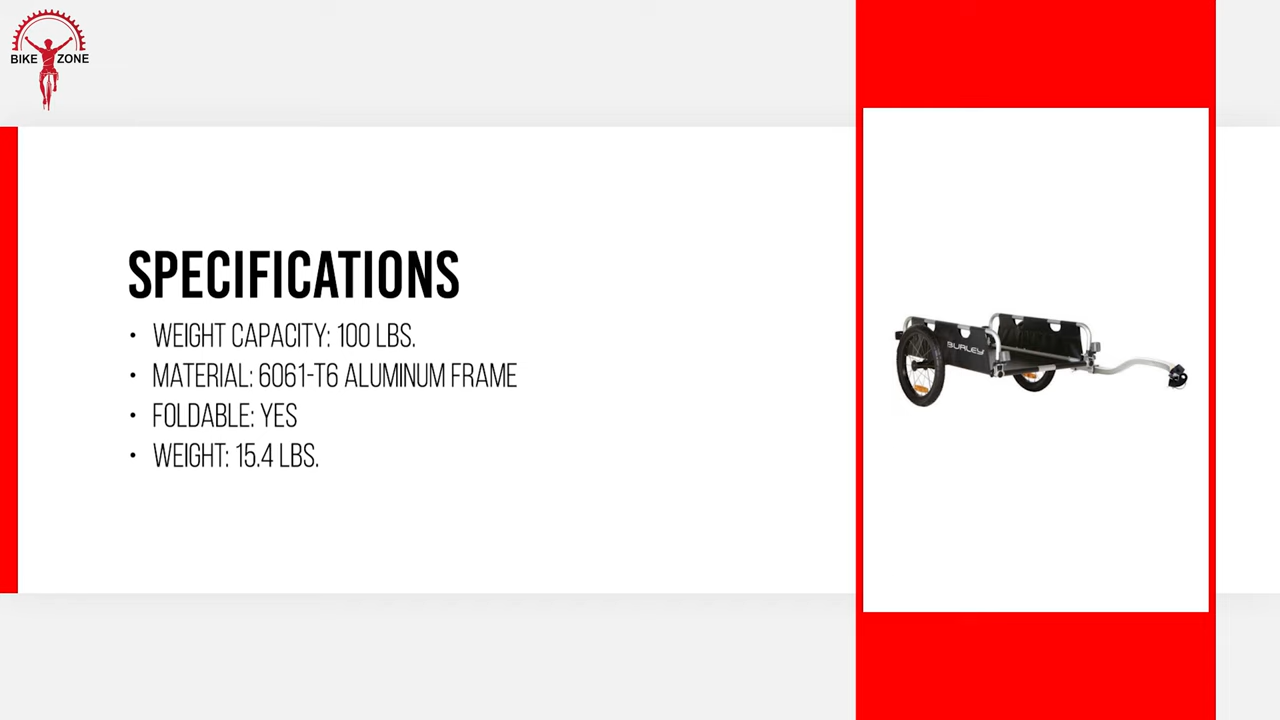 BIKE ZONE
SPECIFICATIONS
• WEIGHT CAPACITY: 100 LBS.
• MATERIAL: 6061-T6 ALUMINUM FRAME
• FOLDABLE: YES
• WEIGHT: 15.4 LBS.
BURLEY